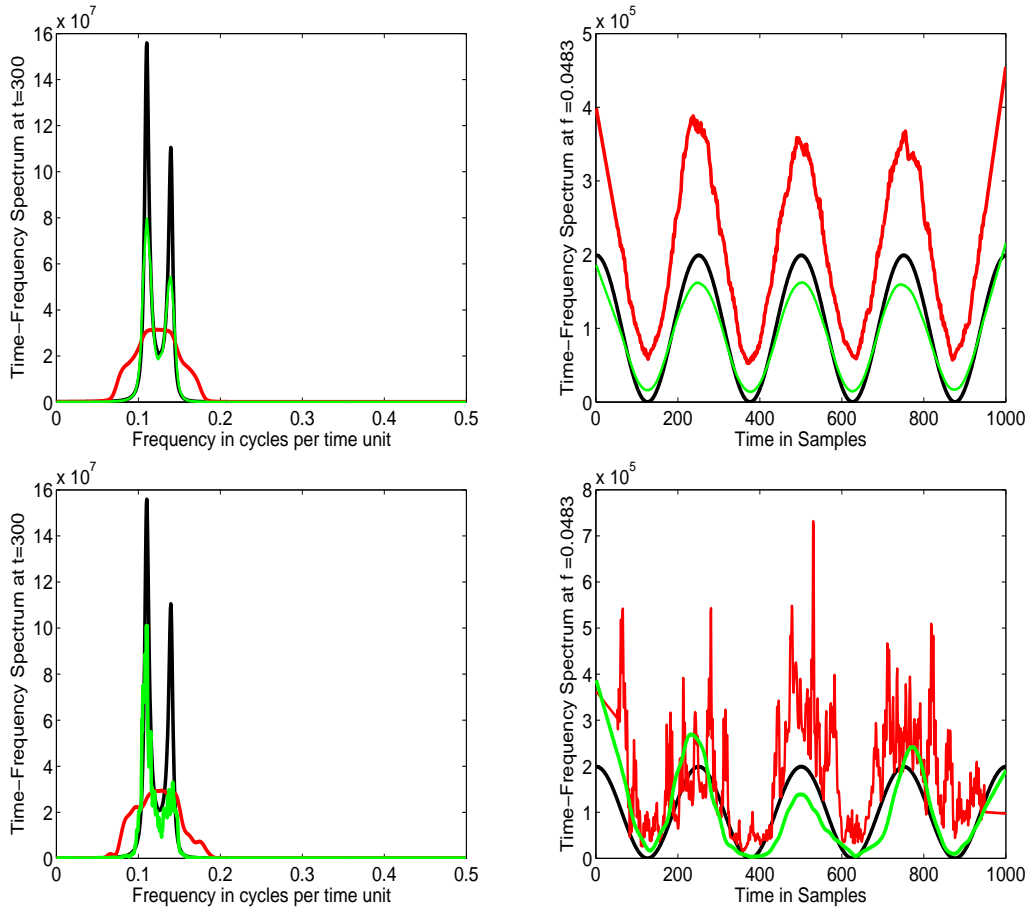 x 10^7
Time−Frequency Spectrum at t=300
16
14
12
10
8
6
4
2
0
0 0.1 0.2 0.3 0.4 0.5
Frequency in cycles per time unit
x 10^5
Time−Frequency Spectrum at f =0.0483
5
4
3
2
1
0
0 200 400 600 800 1000
Time in Samples
x 10^7
Time−Frequency Spectrum at t=300
16
14
12
10
8
6
4
2
0
0 0.1 0.2 0.3 0.4 0.5
Frequency in cycles per time unit
x 10^5
Time−Frequency Spectrum at f =0.0483
8
7
6
5
4
3
2
1
0
0 200 400 600 800 1000
Time in Samples